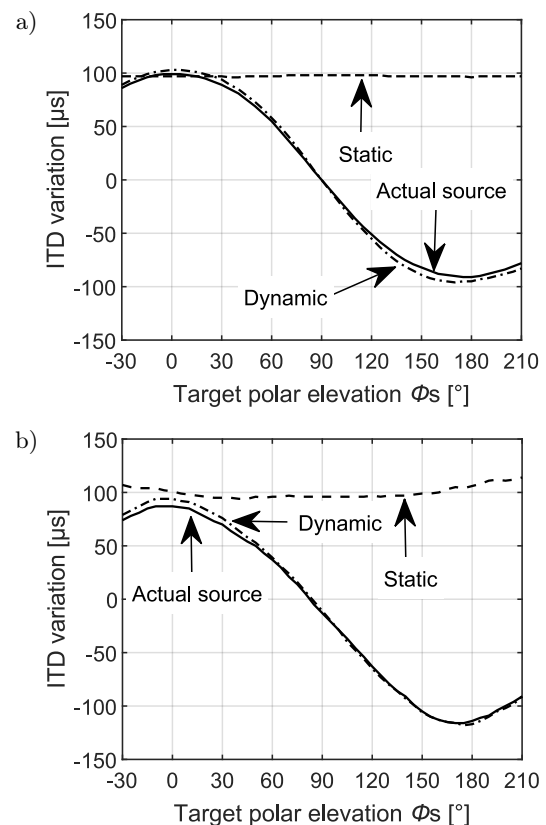 a)
150
100
50
0
-50
-100
-150
ITD variation [µs]
Static
Actual source
Dynamic
-30 0 30 60 90 120 150 180 210
Target polar elevation Φs [°]
b)
150
100
50
0
-50
-100
-150
ITD variation [µs]
Dynamic
Actual source
Static
-30 0 30 60 90 120 150 180 210
Target polar elevation Φs [°]